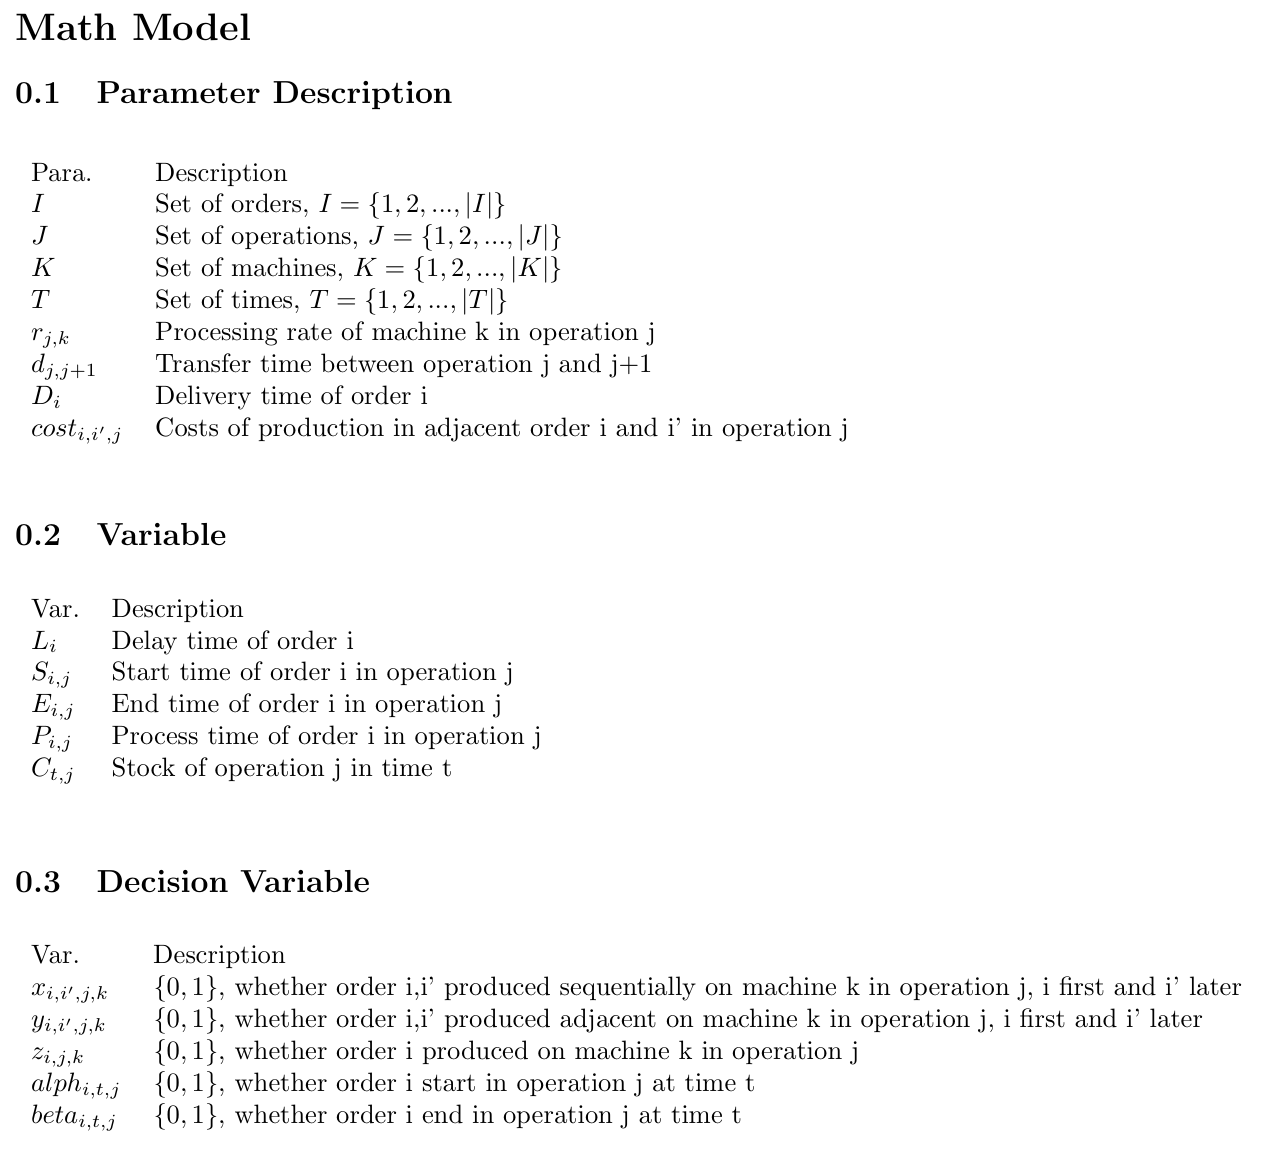 Math Model
0.1 Parameter Description
Para. Description
I Set of orders, I = {1, 2, ..., |I|}
J Set of operations, J = {1, 2, ..., |J|}
K Set of machines, K = {1, 2, ..., |K|}
T Set of times, T = {1, 2, ..., |T|}
r_{j,k} Processing rate of machine k in operation j
d_{j,j+1} Transfer time between operation j and j+1
D_i Delivery time of order i
cost_{i,i',j} Costs of production in adjacent order i and i' in operation j
0.2 Variable
Var. Description
L_i Delay time of order i
S_{i,j} Start time of order i in operation j
E_{i,j} End time of order i in operation j
P_{i,j} Process time of order i in operation j
C_{t,j} Stock of operation j in time t
0.3 Decision Variable
Var. Description
x_{i,i',j,k} {0, 1}, whether order i,i' produced sequentially on machine k in operation j, i first and i' later
y_{i,i',j,k} {0, 1}, whether order i,i' produced adjacent on machine k in operation j, i first and i' later
z_{i,j,k} {0, 1}, whether order i produced on machine k in operation j
alph_{i,t,j} {0, 1}, whether order i start in operation j at time t
beta_{i,t,j} {0, 1}, whether order i end in operation j at time t